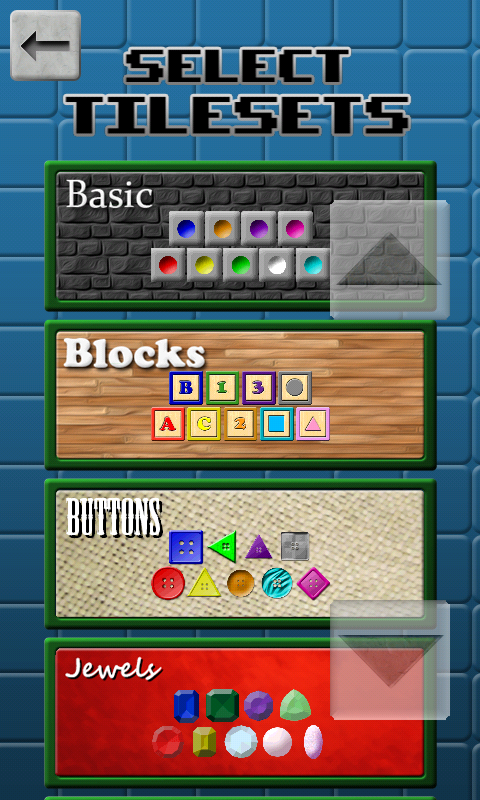 SELECT
TILESETS
Basic
Blocks
B 1 3
A C 2
BUTTONS
Jewels